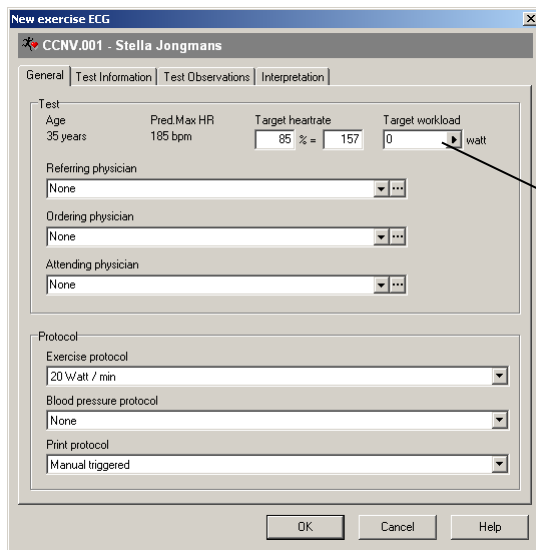 New exercise ECG
CCNV.001 - Stella Jongmans
General Test Information Test Observations Interpretation
Test
Age Pred.Max HR Target heartrate Target workload
35 years 185 bpm 85 % = 157 0 watt
Referring physician
None
Ordering physician
None
Attending physician
None
Protocol
Exercise protocol
20 Watt / min
Blood pressure protocol
None
Print protocol
Manual triggered
OK Cancel Help